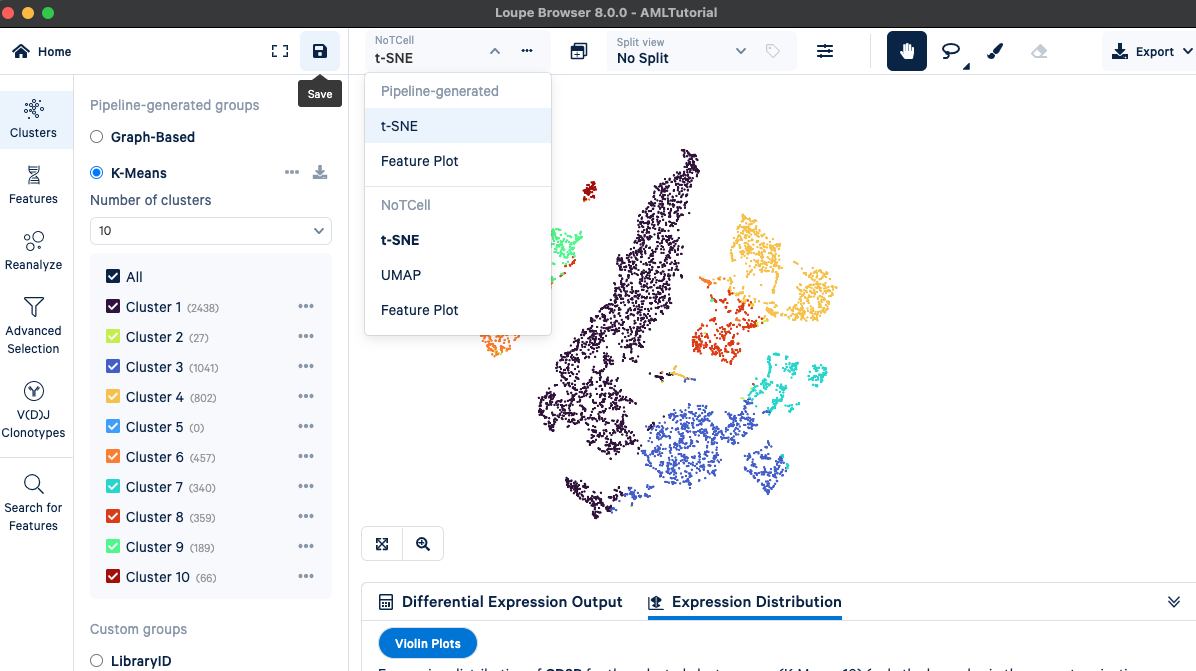 Loupe Browser 8.0.0 - AMLTutorial
Home
NoTCell
t-SNE
Split view
No Split
Export
Save
Pipeline-generated
t-SNE
Feature Plot
NoTCell
t-SNE
UMAP
Feature Plot
Clusters
Features
Reanalyze
Advanced
Selection
V(D)J
Clonotypes
Search for
Features
Pipeline-generated groups
Graph-Based
K-Means
Number of clusters
10
All
Cluster 1 (2438)
Cluster 2 (27)
Cluster 3 (1041)
Cluster 4 (802)
Cluster 5 (0)
Cluster 6 (457)
Cluster 7 (340)
Cluster 8 (359)
Cluster 9 (189)
Cluster 10 (66)
Custom groups
LibraryID
Differential Expression Output
Expression Distribution
Violin Plots